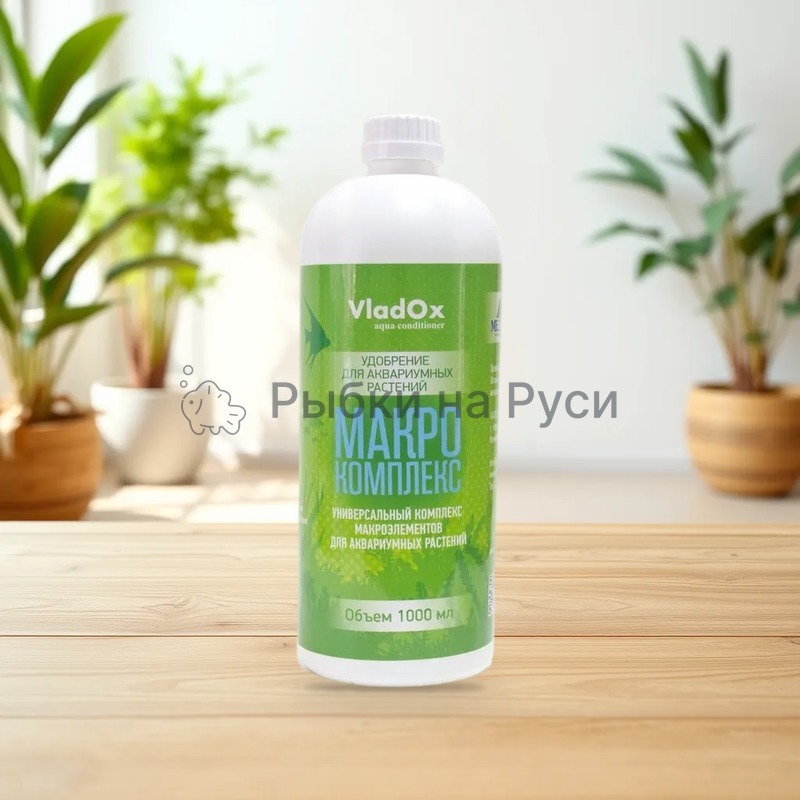 VladOx
aqua conditioner
УДОБРЕНИЕ
ДЛЯ АКВАРИУМНЫХ
РАСТЕНИЙ
Рыбки на Руси
МАКРО
КОМПЛЕКС
УНИВЕРСАЛЬНЫЙ КОМПЛЕКС
МАКРОЭЛЕМЕНТОВ
ДЛЯ АКВАРИУМНЫХ РАСТЕНИЙ
Объем 1000 мл